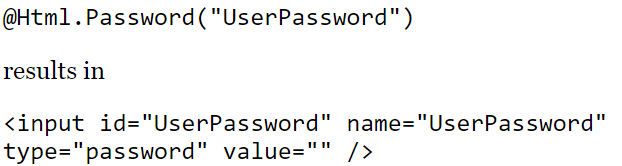 @Html.Password("UserPassword")
results in
<input id="UserPassword" name="UserPassword"
type="password" value="" />